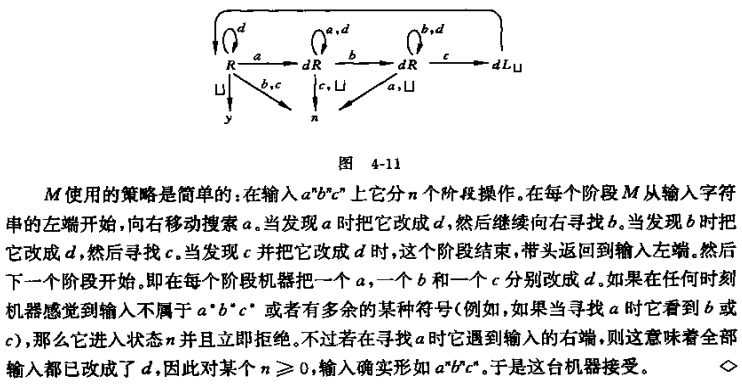 d a,d b,d
R a dR b dR c dL⊔
⊔ b,c c,⊔ a,⊔
y n
图 4-11
M 使用的策略是简单的:在输入 aⁿbⁿcⁿ 上它分 n 个阶段操作。在每个阶段 M 从输入字符
串的左端开始,向右移动搜索 a。当发现 a 时把它改成 d,然后继续向右寻找 b。当发现 b 时把
它改成 d,然后寻找 c。当发现 c 并把它改成 d 时,这个阶段结束,带头返回到输入左端。然后
下一个阶段开始。即在每个阶段机器把一个 a,一个 b 和一个 c 分别改成 d。如果在任何时刻
机器感觉到输入不属于 a*b*c* 或者有多余的某种符号(例如,如果当寻找 a 时它看到 b 或
c),那么它进入状态 n 并且立即拒绝。不过若在寻找 a 时它遇到输入的右端,则这意味着全部
输入都已改成了 d,因此对某个 n ⩾ 0,输入确实形如 aⁿbⁿcⁿ。于是这台机器接受。 ◇